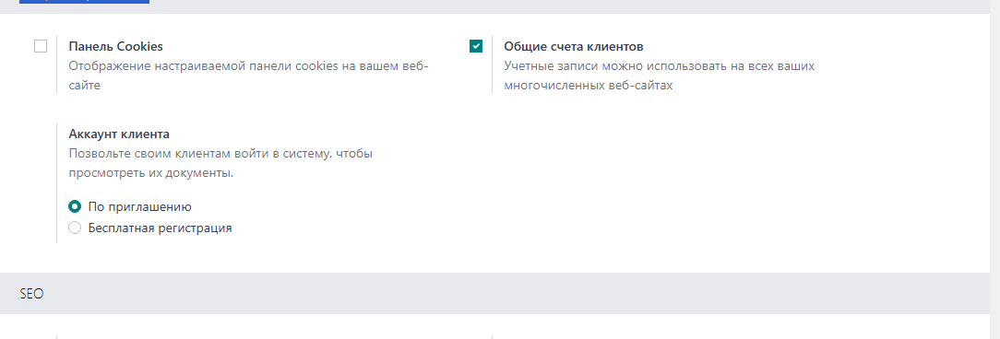 Панель Cookies
Отображение настраиваемой панели cookies на вашем веб-
сайте
Общие счета клиентов
Учетные записи можно использовать на всех ваших
многочисленных веб-сайтах
Аккаунт клиента
Позвольте своим клиентам войти в систему, чтобы
просмотреть их документы.
По приглашению
Бесплатная регистрация
SEO